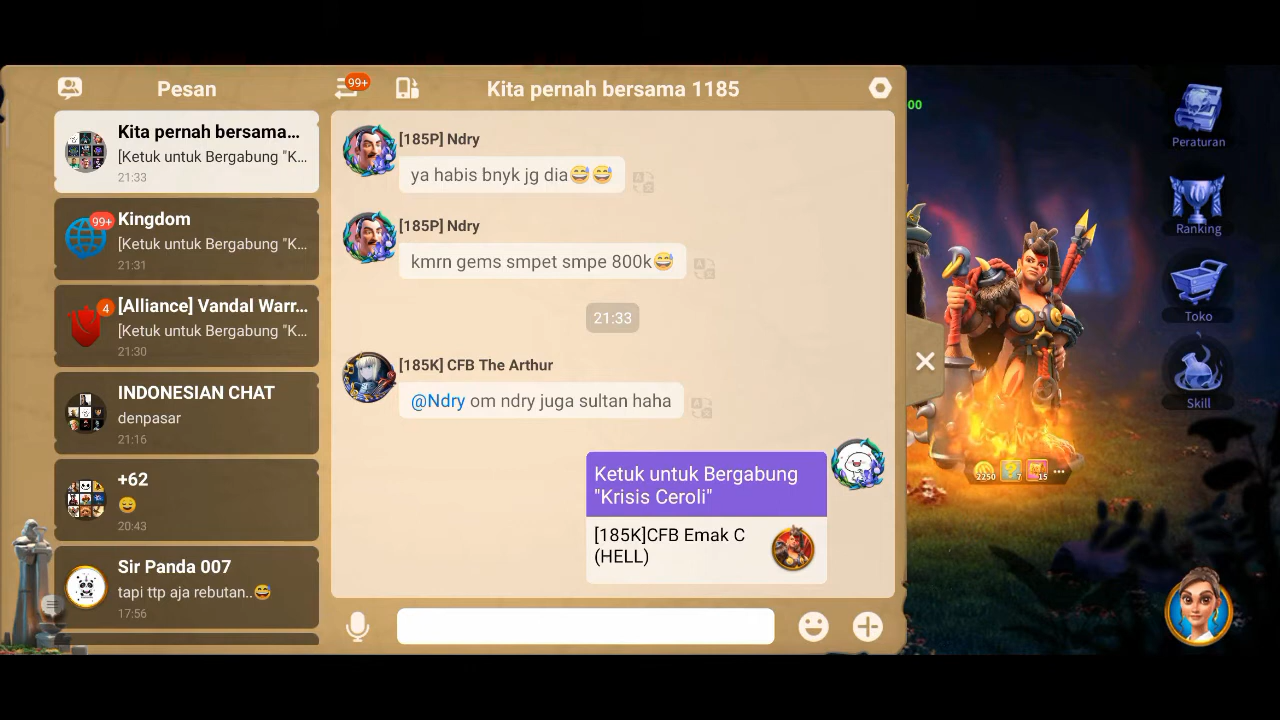 Pesan
99+
Kita pernah bersama 1185
Kita pernah bersama...
[Ketuk untuk Bergabung "K...
21:33
99+
Kingdom
[Ketuk untuk Bergabung "K...
21:31
4
[Alliance] Vandal Warr...
[Ketuk untuk Bergabung "K...
21:30
INDONESIAN CHAT
denpasar
21:16
+62
😌
20:43
Sir Panda 007
tapi ttp aja rebutan..😅
17:56
[185P] Ndry
ya habis bnyk jg dia😅😅
[185P] Ndry
kmrn gems smpet smpe 800k😅
21:33
[185K] CFB The Arthur
@Ndry om ndry juga sultan haha
Ketuk untuk Bergabung
"Krisis Ceroli"
[185K]CFB Emak C
(HELL)
00
Peraturan
Ranking
Toko
Skill
2250
7
15